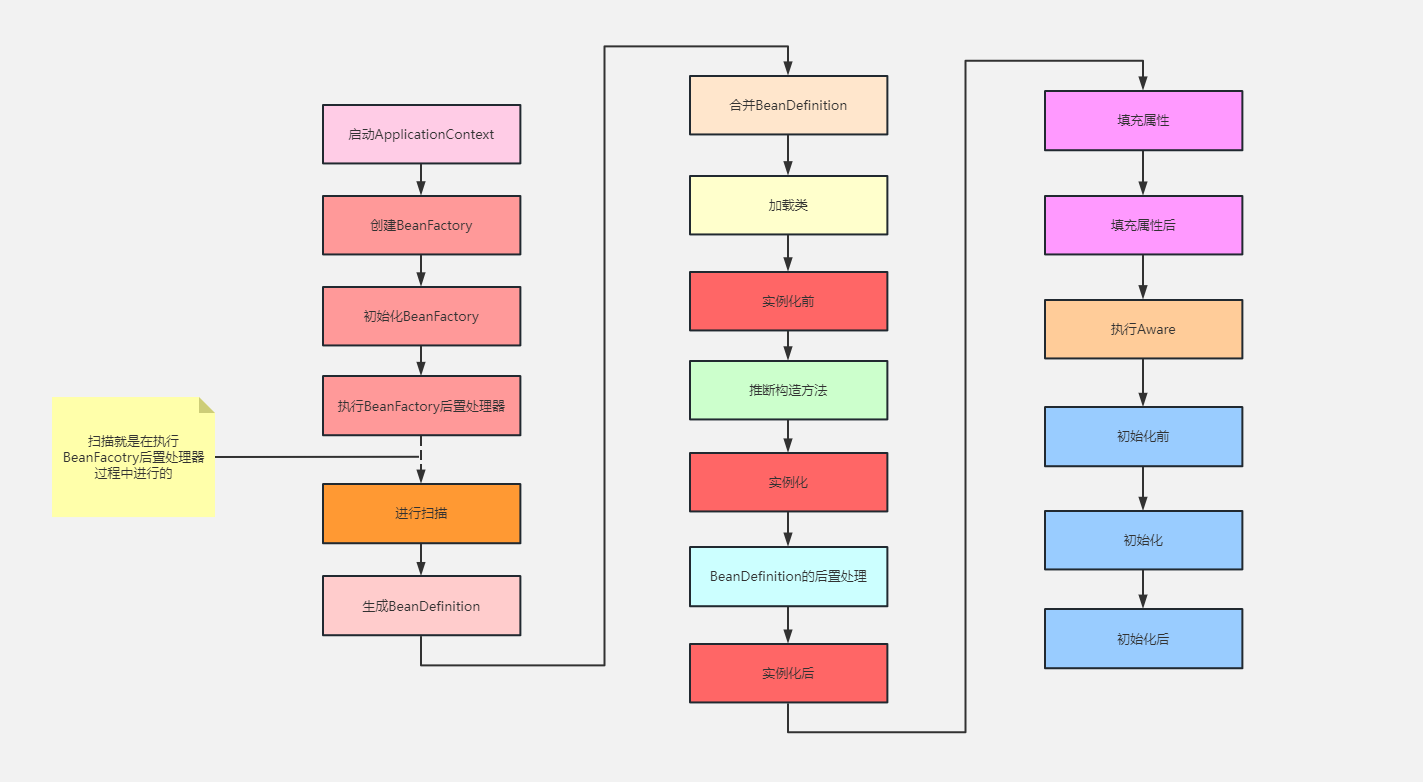 启动ApplicationContext
创建BeanFactory
初始化BeanFactory
执行BeanFactory后置处理器
扫描就是在执行
BeanFacotry后置处理器
过程中进行的
进行扫描
生成BeanDefinition
合并BeanDefinition
加载类
实例化前
推断构造方法
实例化
BeanDefinition的后置处理
实例化后
填充属性
填充属性后
执行Aware
初始化前
初始化
初始化后